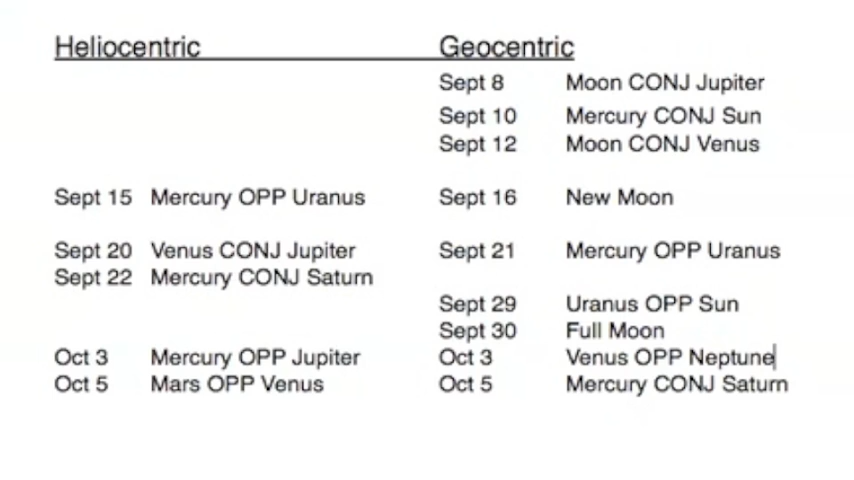 Heliocentric Geocentric
Sept 8 Moon CONJ Jupiter
Sept 10 Mercury CONJ Sun
Sept 12 Moon CONJ Venus
Sept 15 Mercury OPP Uranus Sept 16 New Moon
Sept 20 Venus CONJ Jupiter Sept 21 Mercury OPP Uranus
Sept 22 Mercury CONJ Saturn
Sept 29 Uranus OPP Sun
Sept 30 Full Moon
Oct 3 Mercury OPP Jupiter Oct 3 Venus OPP Neptune
Oct 5 Mars OPP Venus Oct 5 Mercury CONJ Saturn